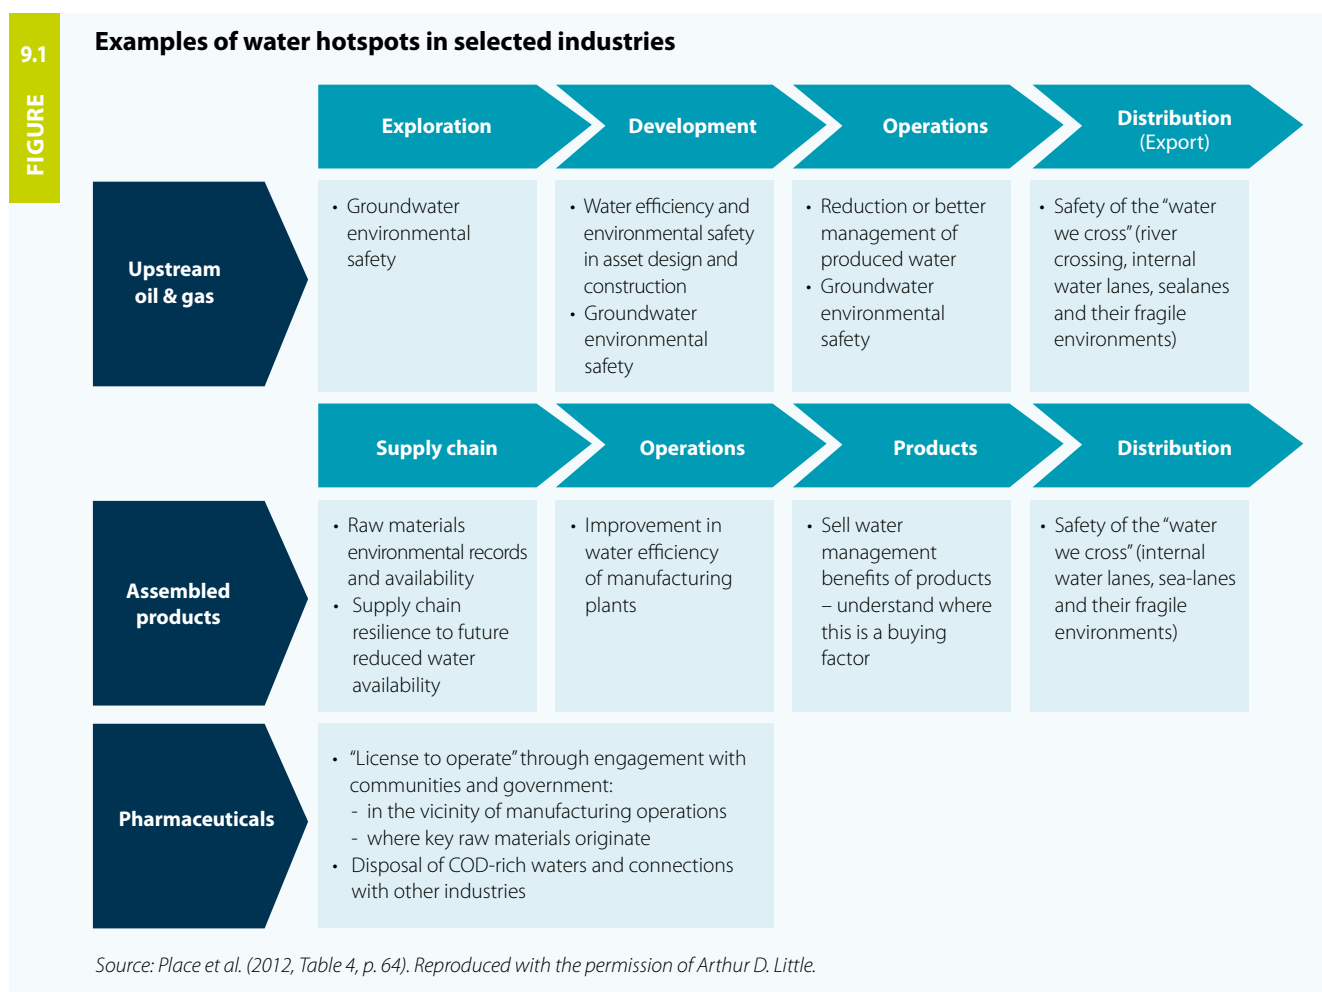 9.1
FIGURE
Examples of water hotspots in selected industries
Exploration
Development
Operations
Distribution
(Export)
Upstream
oil & gas
• Groundwater
environmental
safety
• Water efficiency and
environmental safety
in asset design and
construction
• Groundwater
environmental
safety
• Reduction or better
management of
produced water
• Groundwater
environmental
safety
• Safety of the “water
we cross” (river
crossing, internal
water lanes, sealanes
and their fragile
environments)
Supply chain
Operations
Products
Distribution
Assembled
products
• Raw materials
environmental records
and availability
• Supply chain
resilience to future
reduced water
availability
• Improvement in
water efficiency
of manufacturing
plants
• Sell water
management
benefits of products
– understand where
this is a buying
factor
• Safety of the “water
we cross” (internal
water lanes, sea-lanes
and their fragile
environments)
Pharmaceuticals
• “License to operate” through engagement with
communities and government:
- in the vicinity of manufacturing operations
- where key raw materials originate
• Disposal of COD-rich waters and connections
with other industries
Source: Place et al. (2012, Table 4, p. 64). Reproduced with the permission of Arthur D. Little.